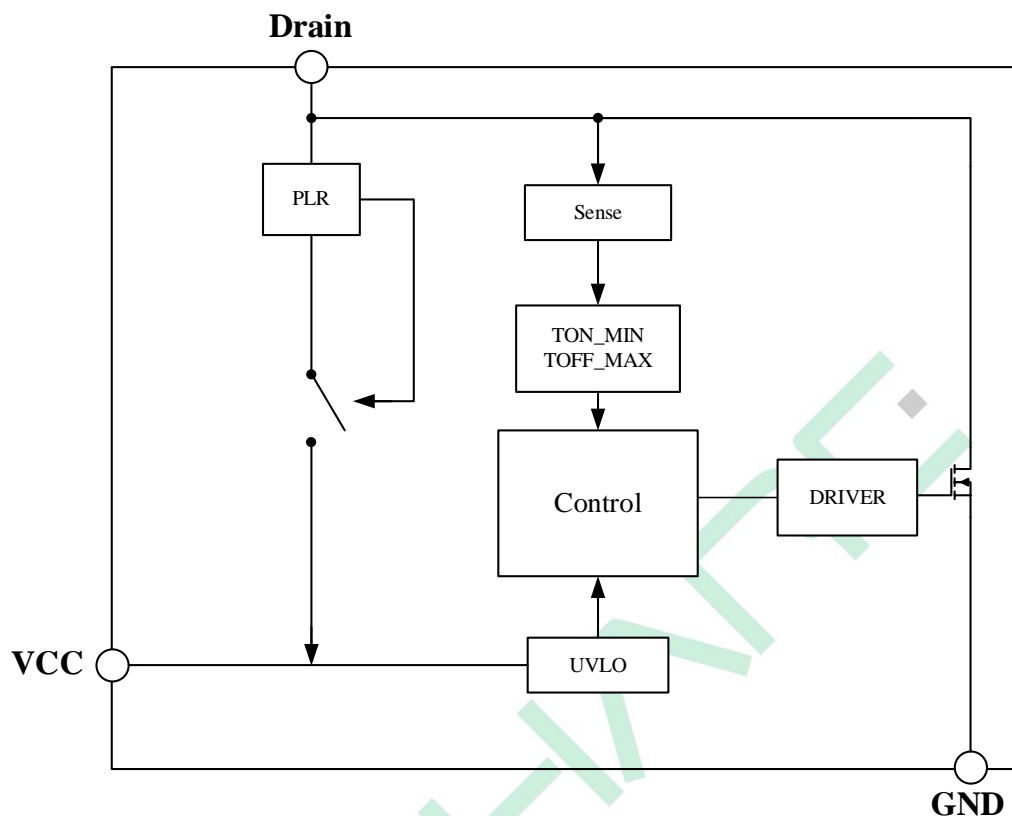 Drain
PLR
Sense
TON_MIN
TOFF_MAX
Control
DRIVER
VCC
UVLO
GND